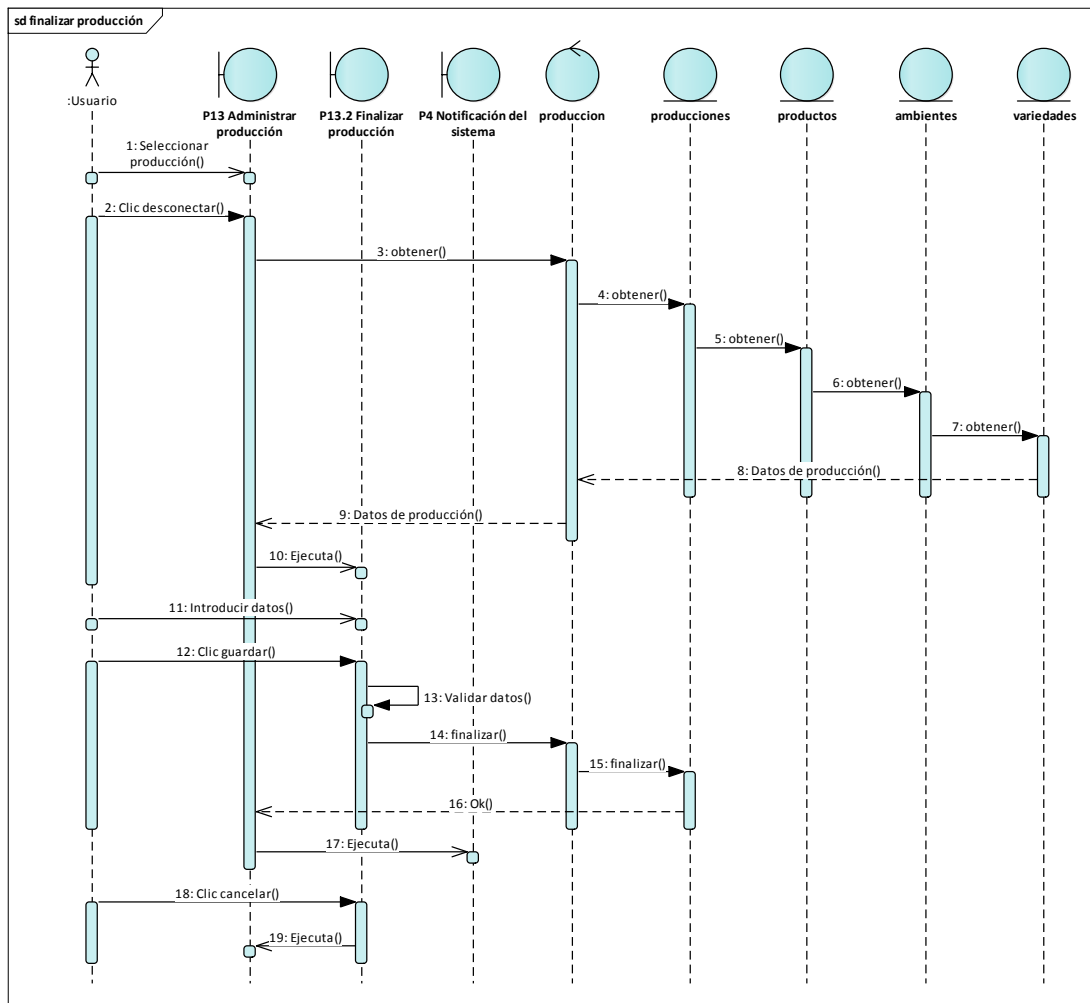 sd finalizar producción
:Usuario
P13 Administrar
producción
P13.2 Finalizar
producción
P4 Notificación del
sistema
produccion
producciones
productos
ambientes
variedades
1: Seleccionar
producción()
2: Clic desconectar()
3: obtener()
4: obtener()
5: obtener()
6: obtener()
7: obtener()
8: Datos de producción()
9: Datos de producción()
10: Ejecuta()
11: Introducir datos()
12: Clic guardar()
13: Validar datos()
14: finalizar()
15: finalizar()
16: Ok()
17: Ejecuta()
18: Clic cancelar()
19: Ejecuta()